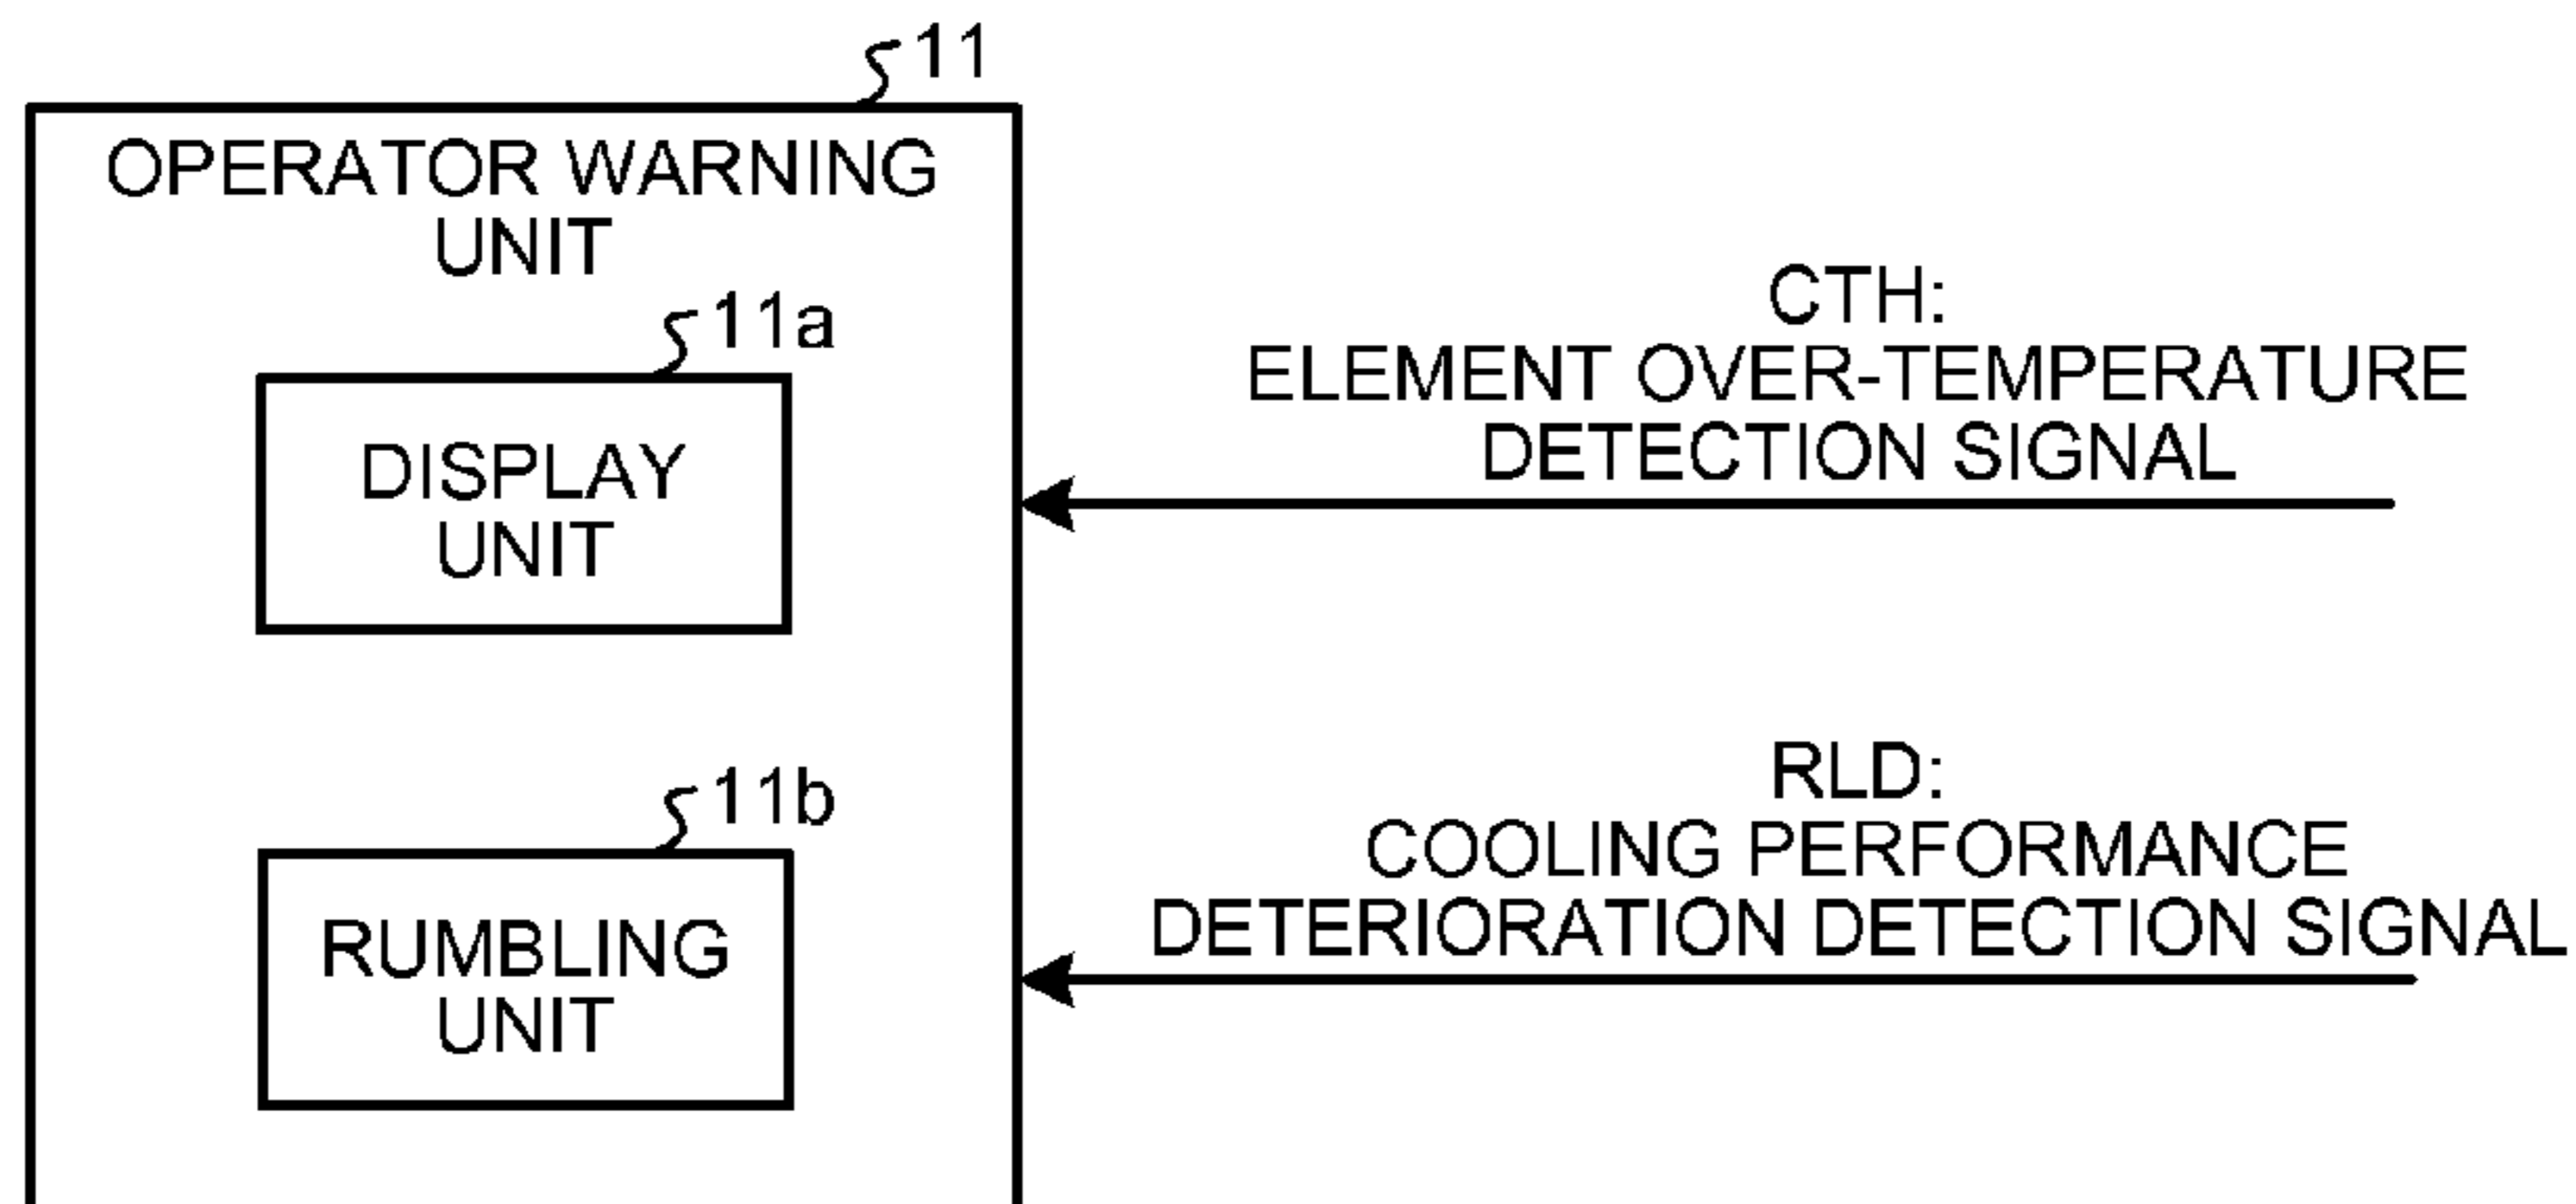 11
OPERATOR WARNING
UNIT
11a
DISPLAY
UNIT
11b
RUMBLING
UNIT
CTH:
ELEMENT OVER-TEMPERATURE
DETECTION SIGNAL
RLD:
COOLING PERFORMANCE
DETERIORATION DETECTION SIGNAL